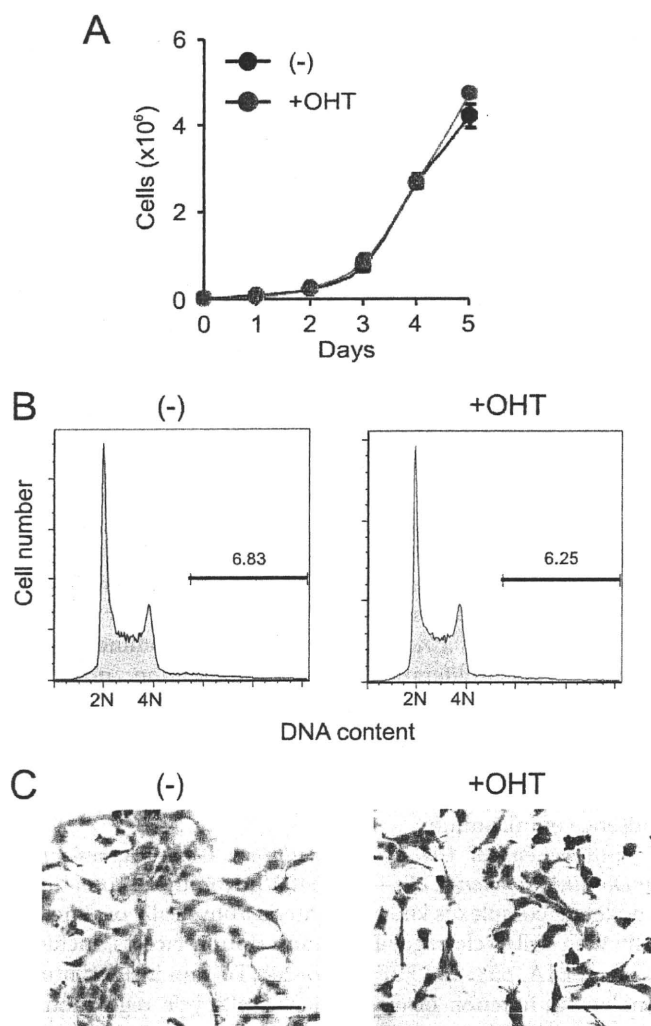 A
Cells (x10⁶)
6
4
2
0
(-)
+OHT
0 1 2 3 4 5
Days
B
(-)
+OHT
Cell number
6.83
6.25
2N 4N
2N 4N
DNA content
C
(-)
+OHT